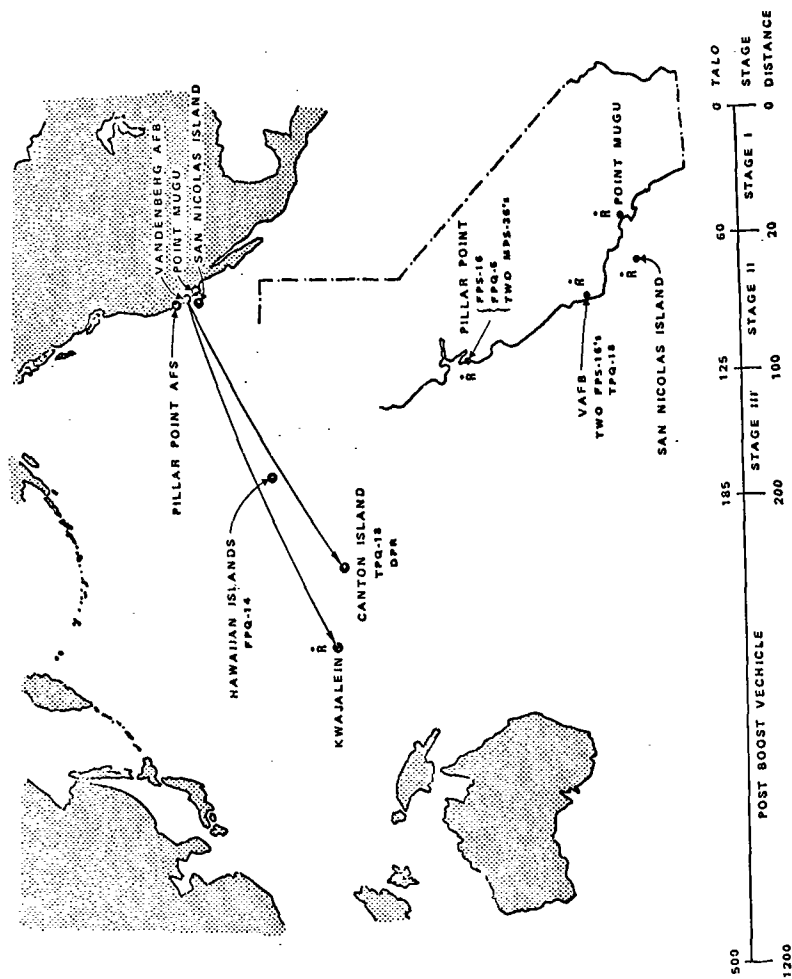 VANDENBERG AFB
POINT MUGU
SAN NICOLAS ISLAND
PILLAR POINT AFS
HAWAIIAN ISLANDS
FPQ-14
CANTON ISLAND
TPQ-18
DPR
Ṙ
KWAJALEIN
PILLAR POINT
FPS-16
FPQ-6
TWO MPS-36's
Ṙ
Ṙ
VAFB
TWO FPS-16's
TPQ-18
Ṙ
POINT MUGU
Ṙ
SAN NICOLAS ISLAND
500 185 125 60 0 TALO
POST BOOST VECHICLE STAGE III STAGE II STAGE I STAGE
1200 200 100 20 0 DISTANCE